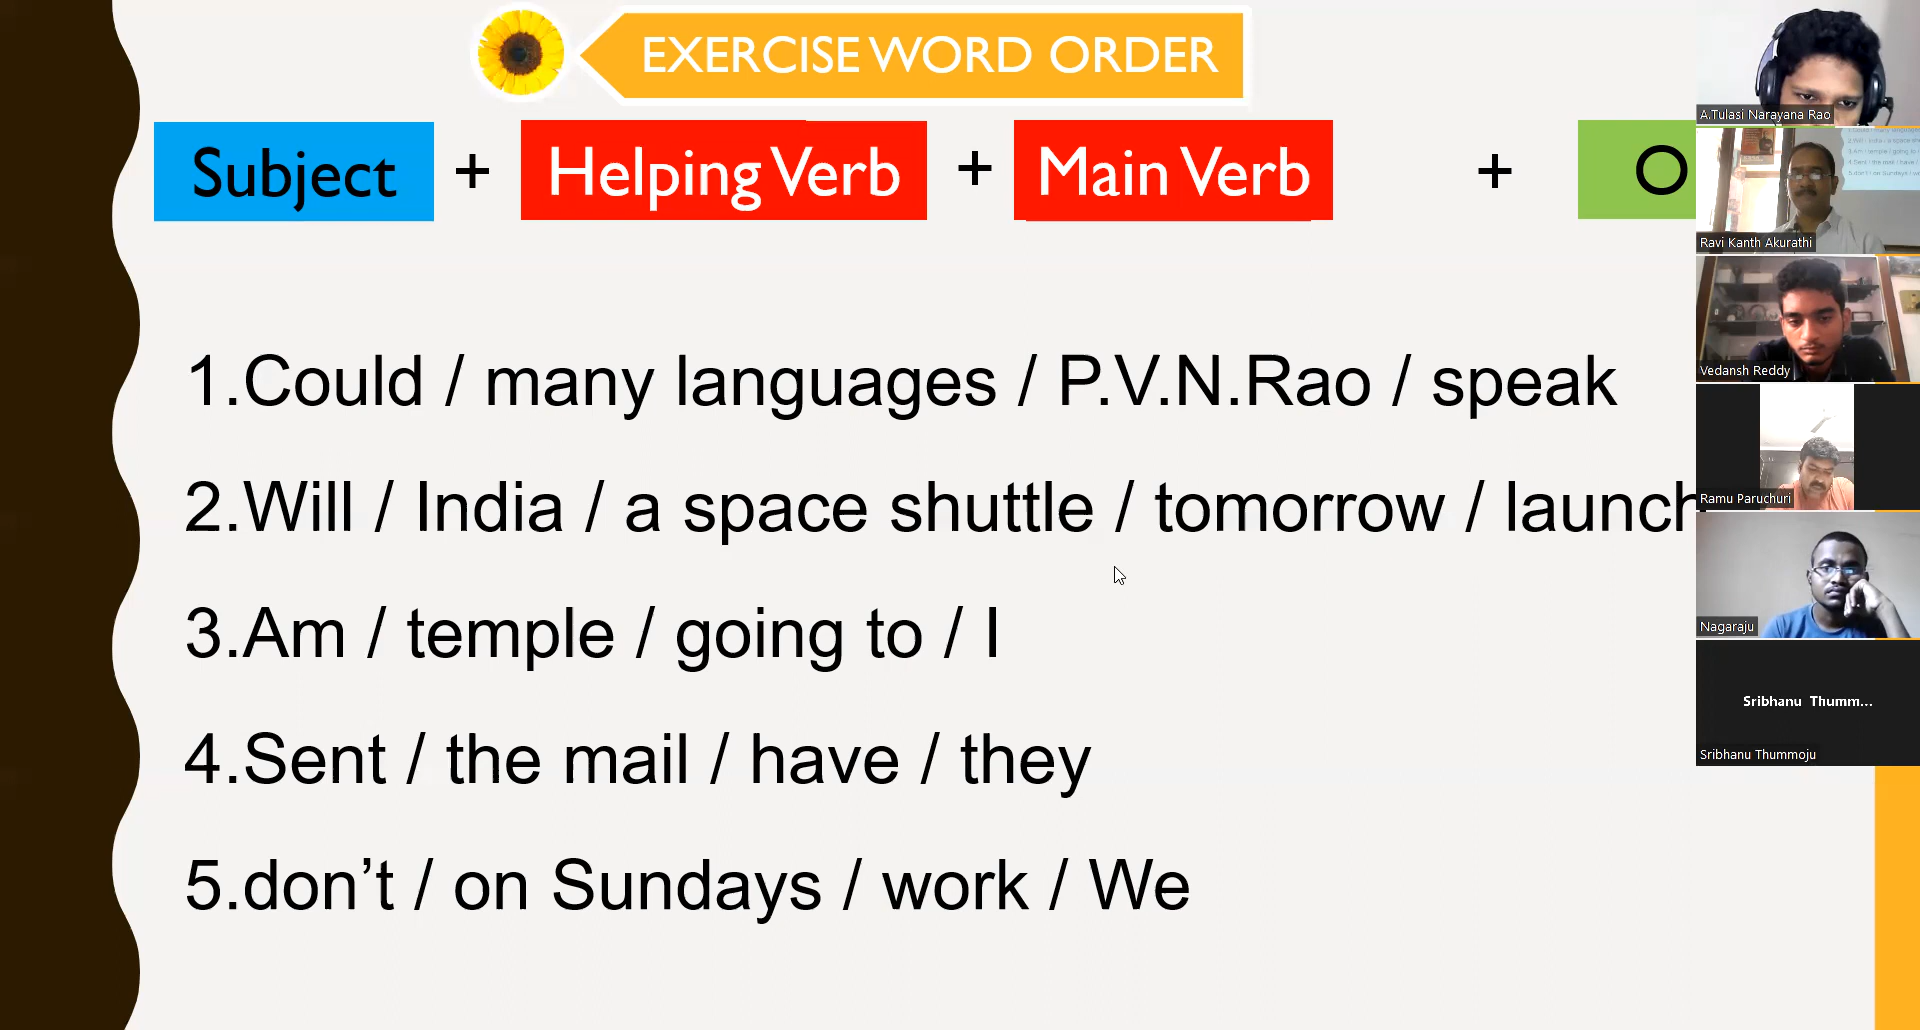 EXERCISE WORD ORDER
Subject + Helping Verb + Main Verb + O
1.Could / many languages / P.V.N.Rao / speak
2.Will / India / a space shuttle / tomorrow / launch
3.Am / temple / going to / I
4.Sent / the mail / have / they
5.don’t / on Sundays / work / We
A.Tulasi Narayana Rao
Ravi Kanth Akurathi
Vedansh Reddy
Ramu Paruchuri
Nagaraju
Sribhanu Thumm...
Sribhanu Thummoju